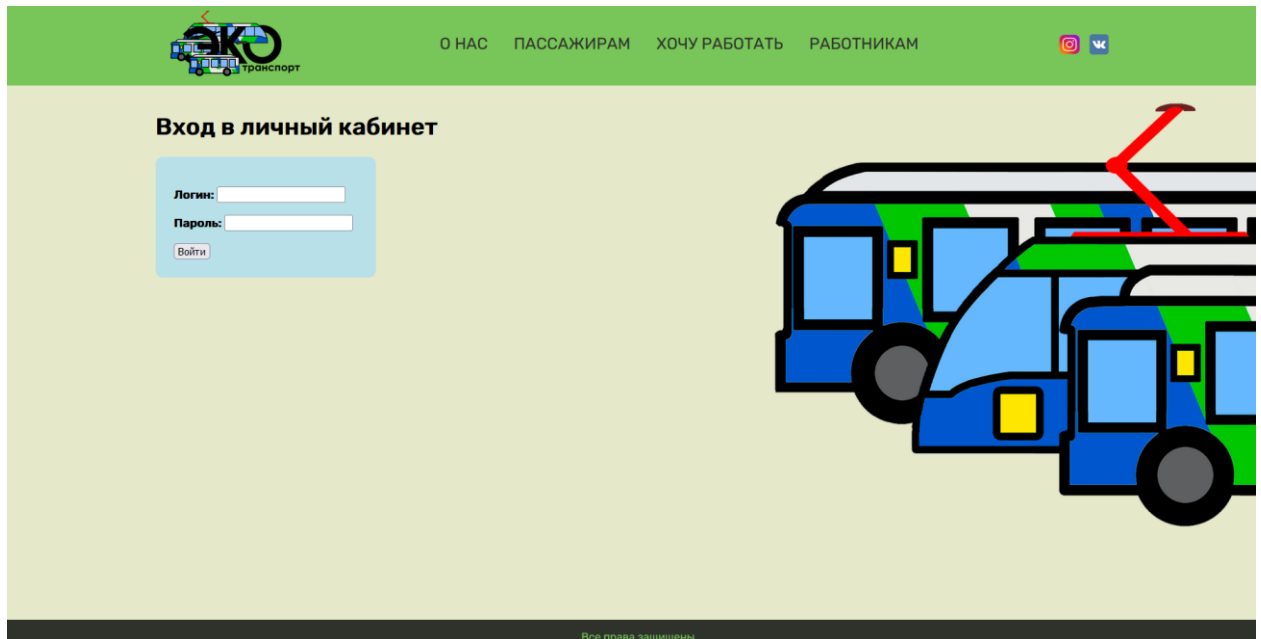 ЭКО
транспорт
О НАС ПАССАЖИРАМ ХОЧУ РАБОТАТЬ РАБОТНИКАМ
Вход в личный кабинет
Логин:
Пароль:
Войти
Все права защищены